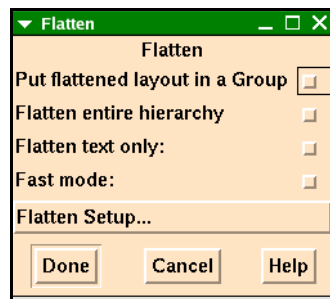 Flatten
Flatten
Put flattened layout in a Group
Flatten entire hierarchy
Flatten text only:
Fast mode:
Flatten Setup...
Done Cancel Help